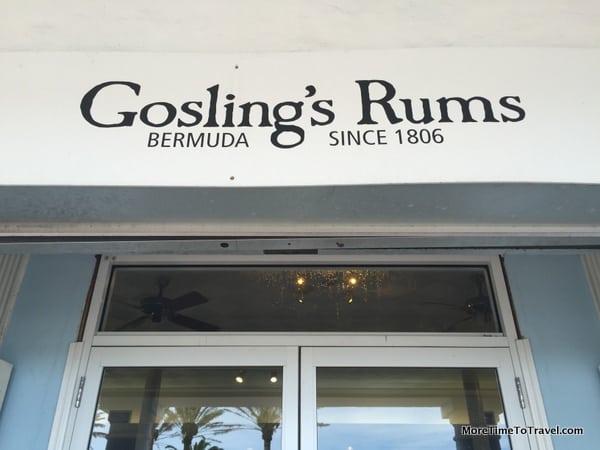 Gosling's Rums
BERMUDA SINCE 1806
MoreTimeToTravel.com